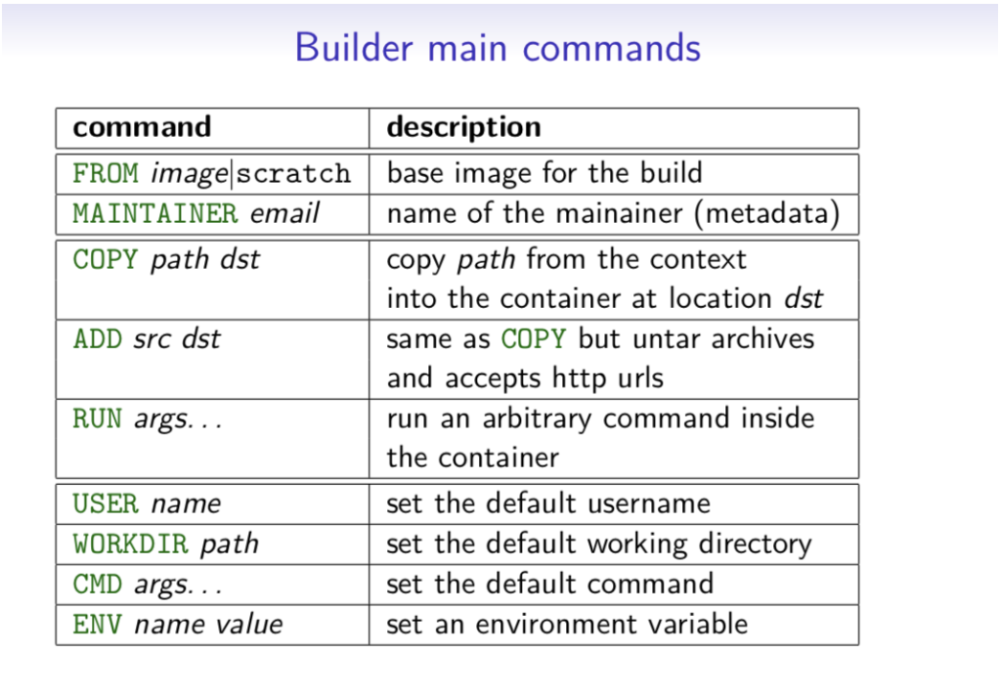 Builder main commands
command description
FROM image|scratch base image for the build
MAINTAINER email name of the mainainer (metadata)
COPY path dst copy path from the context
into the container at location dst
ADD src dst same as COPY but untar archives
and accepts http urls
RUN args... run an arbitrary command inside
the container
USER name set the default username
WORKDIR path set the default working directory
CMD args... set the default command
ENV name value set an environment variable